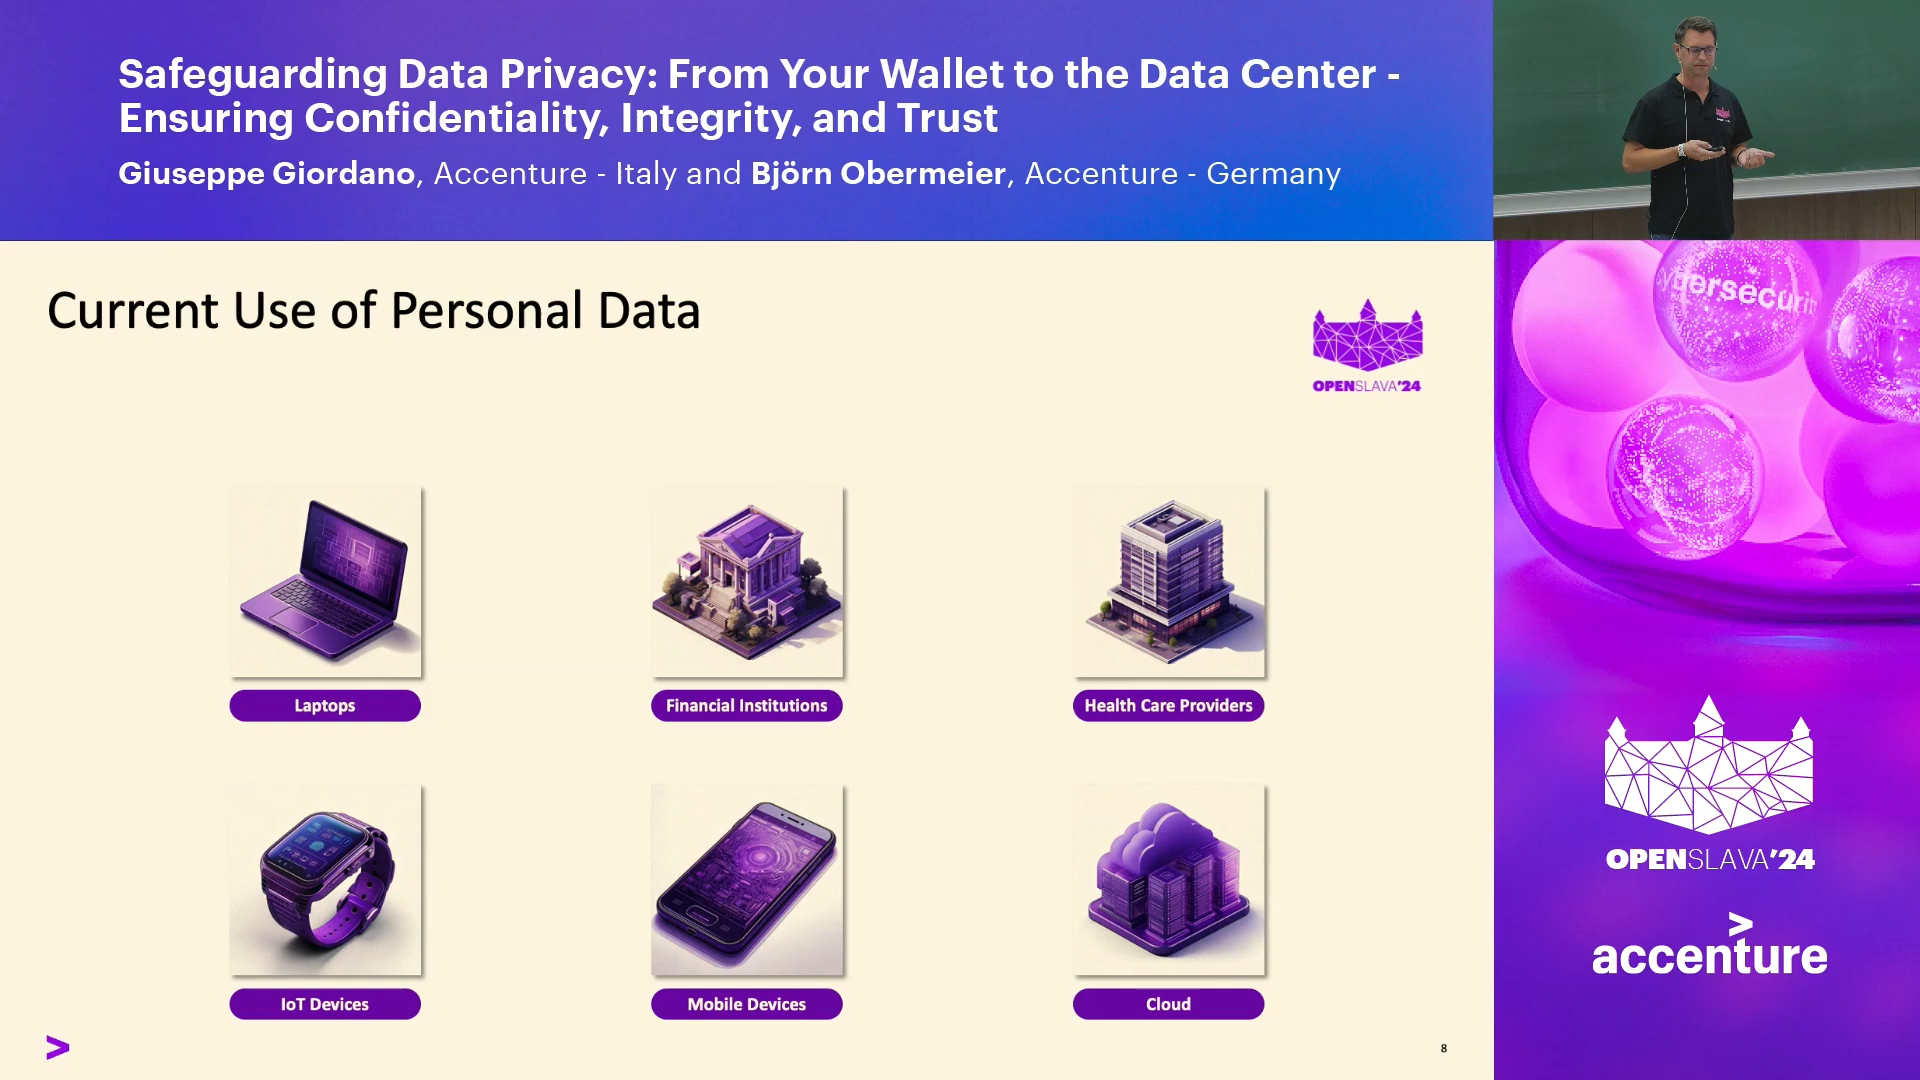 Safeguarding Data Privacy: From Your Wallet to the Data Center -
Ensuring Confidentiality, Integrity, and Trust
Giuseppe Giordano, Accenture - Italy and Björn Obermeier, Accenture - Germany
Current Use of Personal Data
OPENSLAVA'24
Laptops
Financial Institutions
Health Care Providers
IoT Devices
Mobile Devices
Cloud
8
ybersecurit
OPENSLAVA'24
accenture